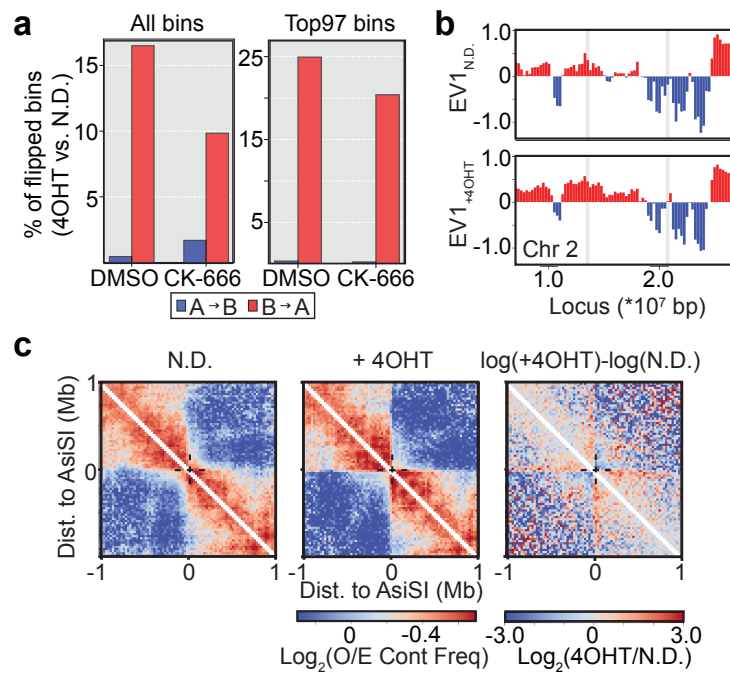 a
All bins
Top97 bins
% of flipped bins
(4OHT vs. N.D.)
15
10
5
25
15
5
DMSO CK-666
DMSO CK-666
A→B B→A
b
EV1N.D.
1.0
0
-1.0
EV1+4OHT
1.0
0
-1.0
Chr 2
1.0 2.0
Locus (*10⁷ bp)
c
N.D.
+ 4OHT
log(+4OHT)-log(N.D.)
Dist. to AsiSI (Mb)
1
0
-1
-1 0 1
-1 0 1
-1 0 1
Dist. to AsiSI (Mb)
0 -0.4
Log₂(O/E Cont Freq)
-3.0 0 3.0
Log₂(4OHT/N.D.)